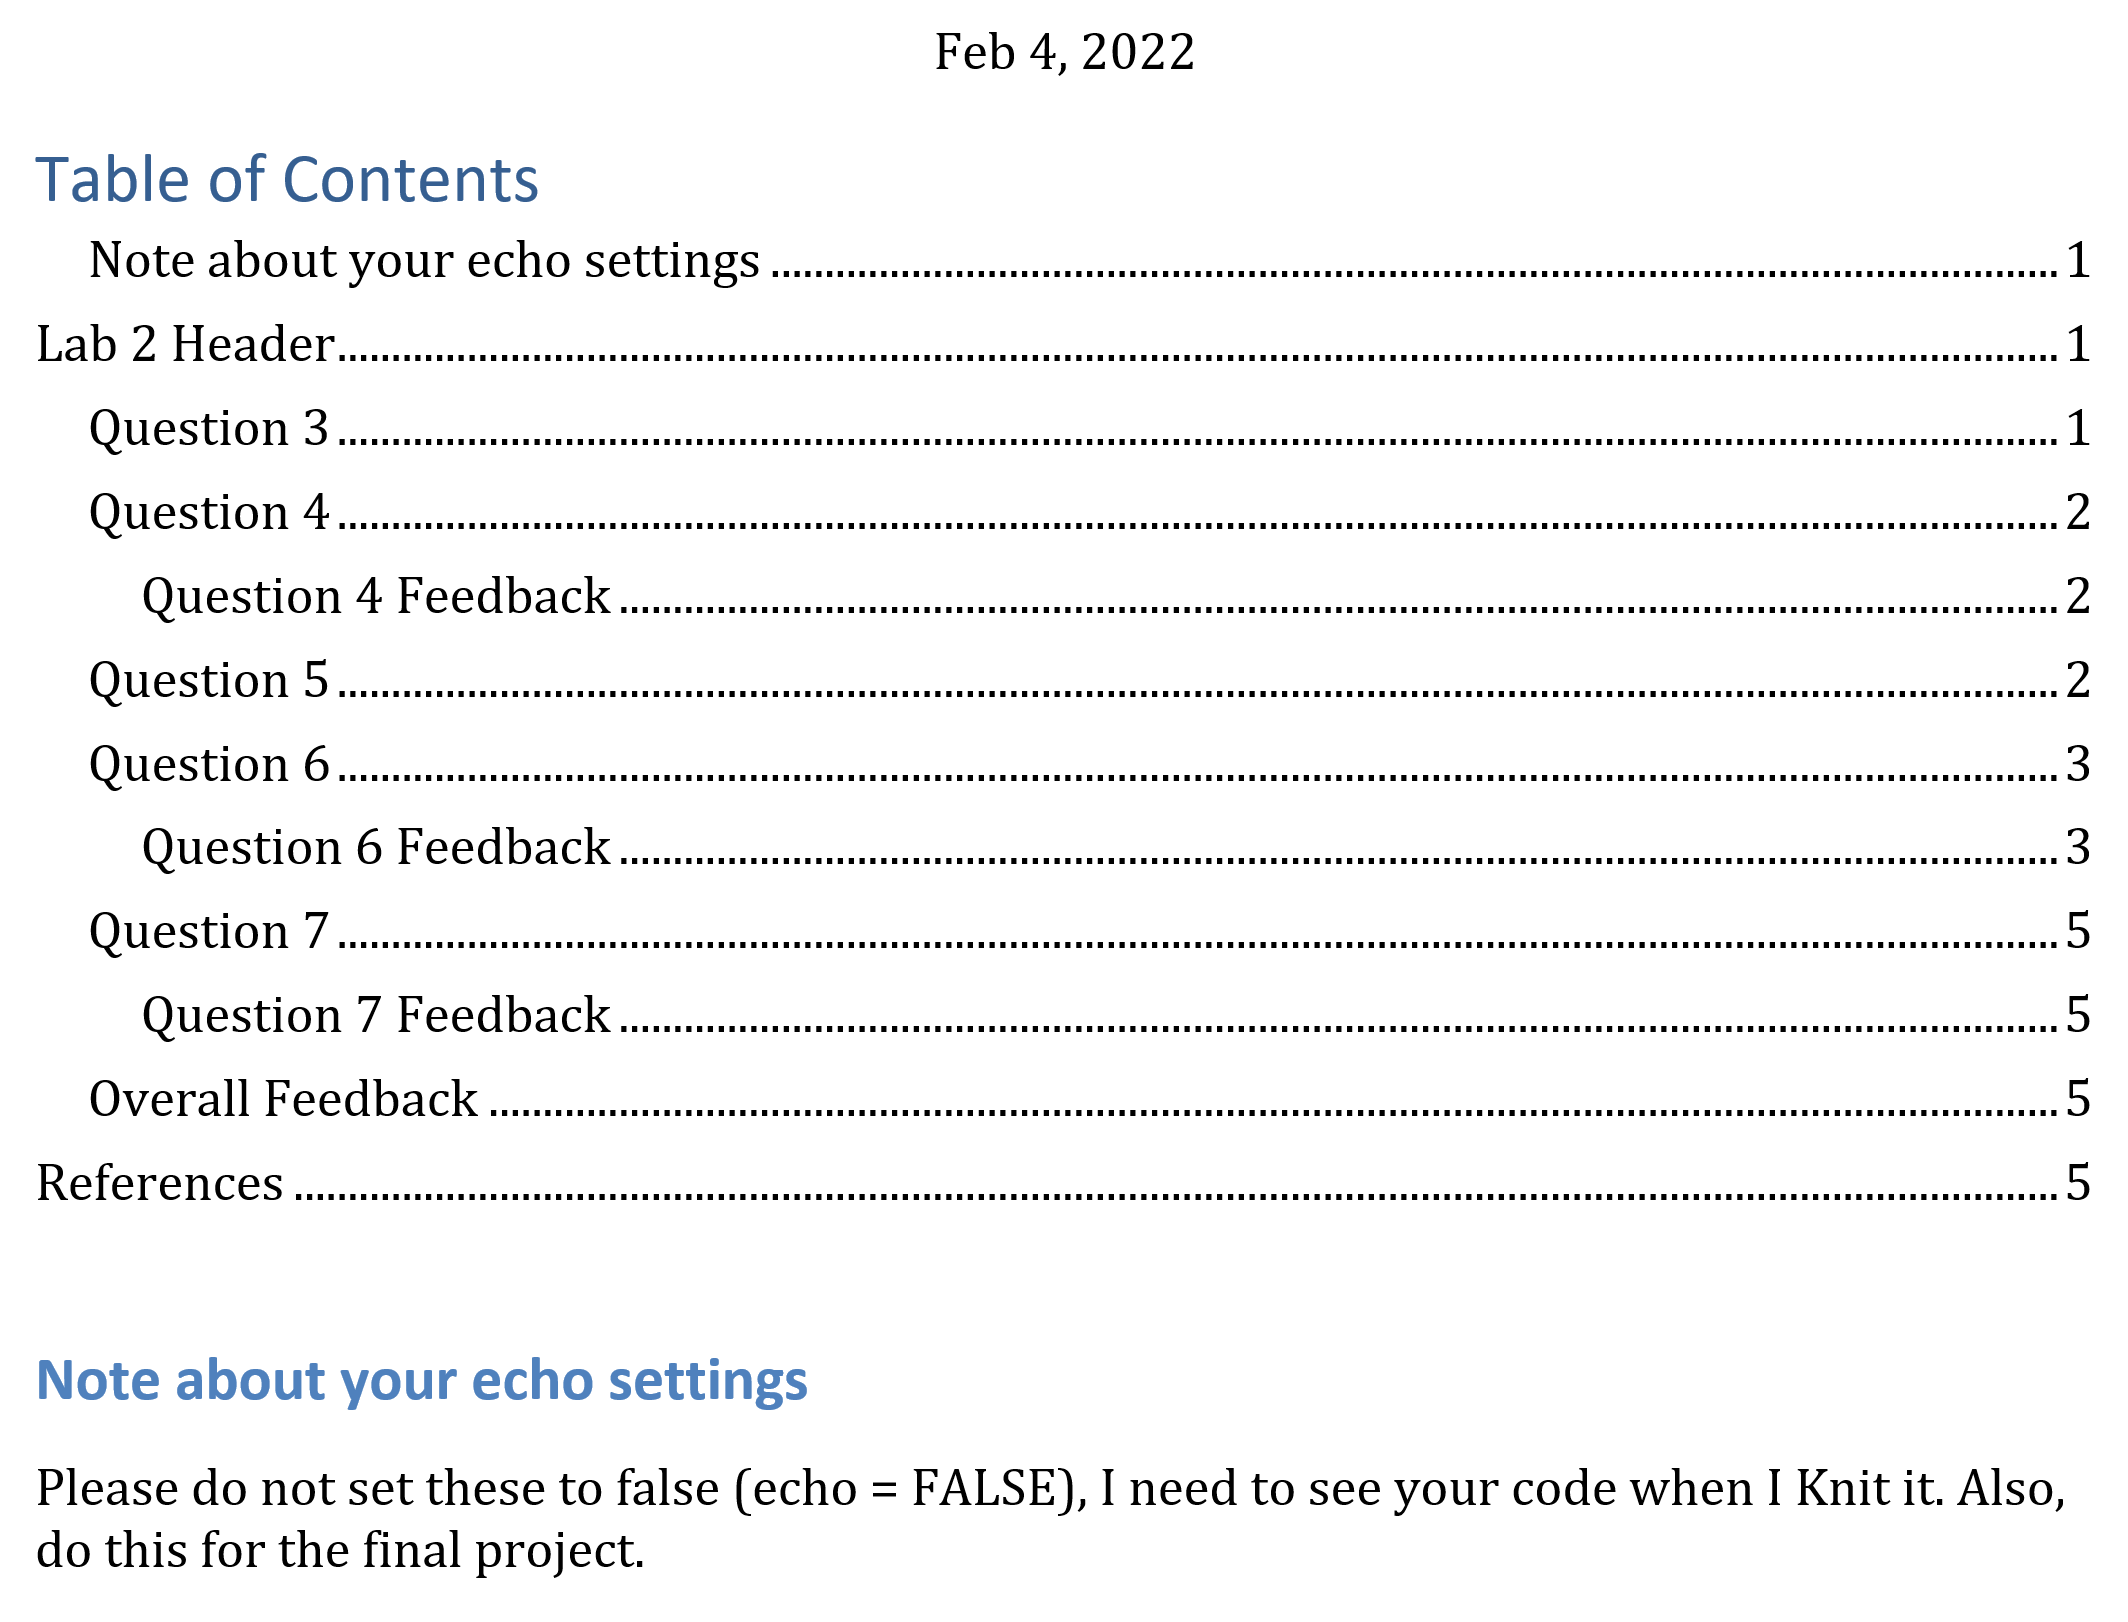 Feb 4, 2022
Table of Contents
Note about your echo settings ........ 1
Lab 2 Header ........ 1
Question 3 ........ 1
Question 4 ........ 2
Question 4 Feedback ........ 2
Question 5 ........ 2
Question 6 ........ 3
Question 6 Feedback ........ 3
Question 7 ........ 5
Question 7 Feedback ........ 5
Overall Feedback ........ 5
References ........ 5
Note about your echo settings
Please do not set these to false (echo = FALSE), I need to see your code when I Knit it. Also,
do this for the final project.